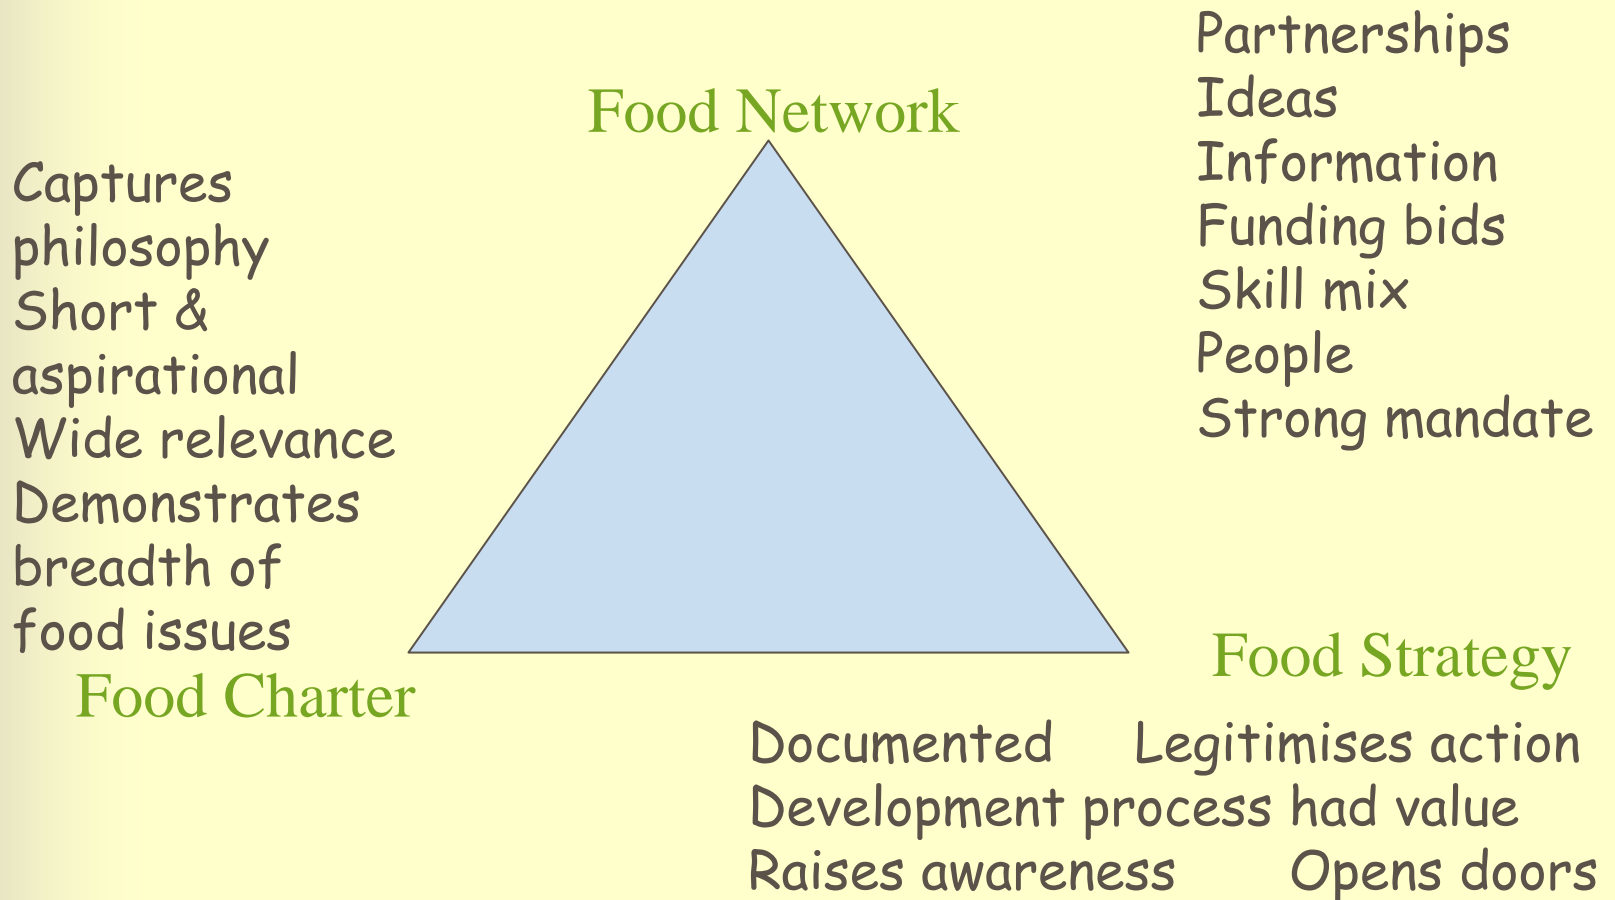 Food Network
Partnerships
Ideas
Information
Funding bids
Skill mix
People
Strong mandate
Captures
philosophy
Short &
aspirational
Wide relevance
Demonstrates
breadth of
food issues
Food Charter
Food Strategy
Documented Legitimises action
Development process had value
Raises awareness Opens doors